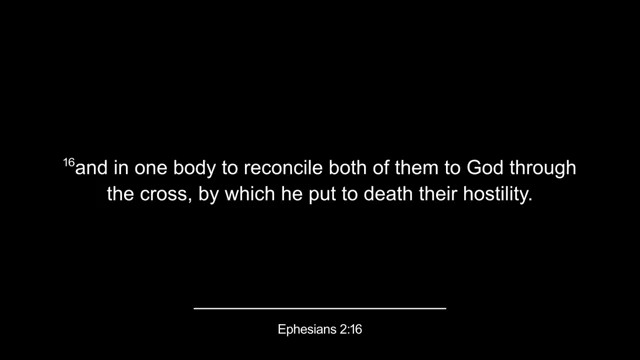 16and in one body to reconcile both of them to God through
the cross, by which he put to death their hostility.
Ephesians 2:16